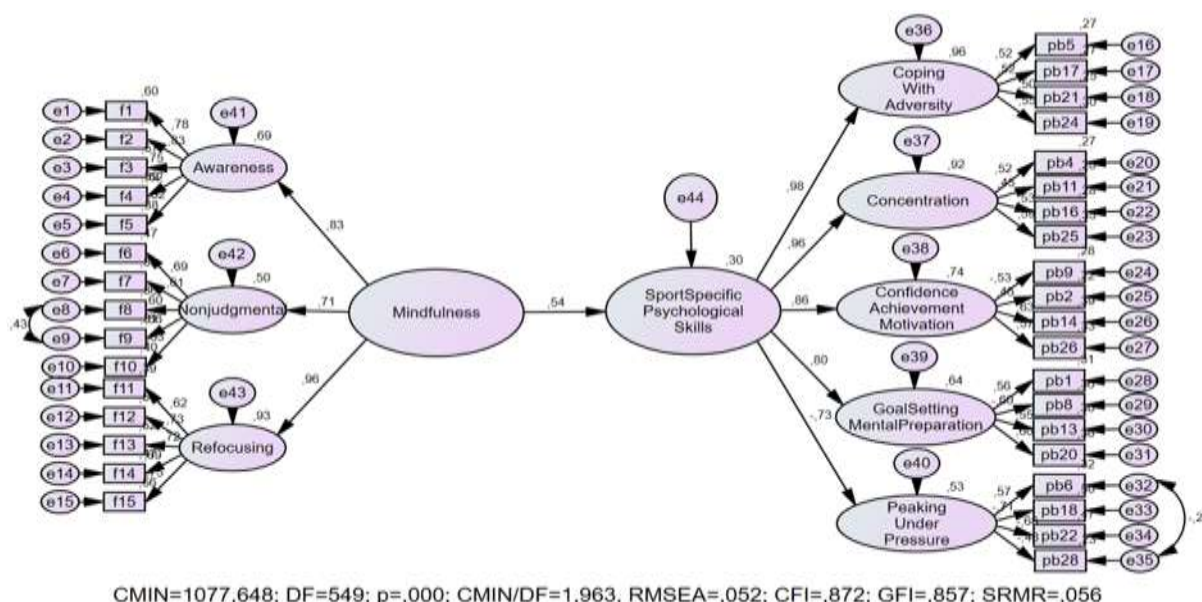 e36
,96
,52
pb5
,27
e16
Coping
With
Adversity
pb17
e17
pb21
e18
pb24
e19
e1
f1
,60
e41
,69
,78
e2
f2
,83
e3
f3
Awareness
e4
f4
e5
f5
e37
,92
,52
pb4
,27
e20
Concentration
pb11
e21
pb16
e22
pb25
e23
,98
,96
e44
,83
e6
f6
e42
,50
,69
e7
f7
e8
f8
,60
Nonjudgmenta
,71
e9
f9
,43
e10
f10
Mindfulness
,54
,30
SportSpecific
Psychological
Skills
,86
e38
,74
-,53
pb9
,28
e24
Confidence
Achievement
Motivation
pb2
e25
pb14
e26
pb26
e27
e11
f11
e43
,93
,62
,96
e12
f12
,73
e13
f13
Refocusing
e14
f14
e15
f15
,80
e39
,64
,56
pb1
e28
GoalSetting
MentalPreparation
pb8
e29
pb13
e30
pb20
e31
-,73
e40
,53
,57
pb6
e32
Peaking
Under
Pressure
-,71
pb18
e33
pb22
e34
pb28
e35
-,2
CMIN=1077,648; DF=549; p=,000; CMIN/DF=1,963, RMSEA=,052; CFI=,872; GFI=,857; SRMR=,056